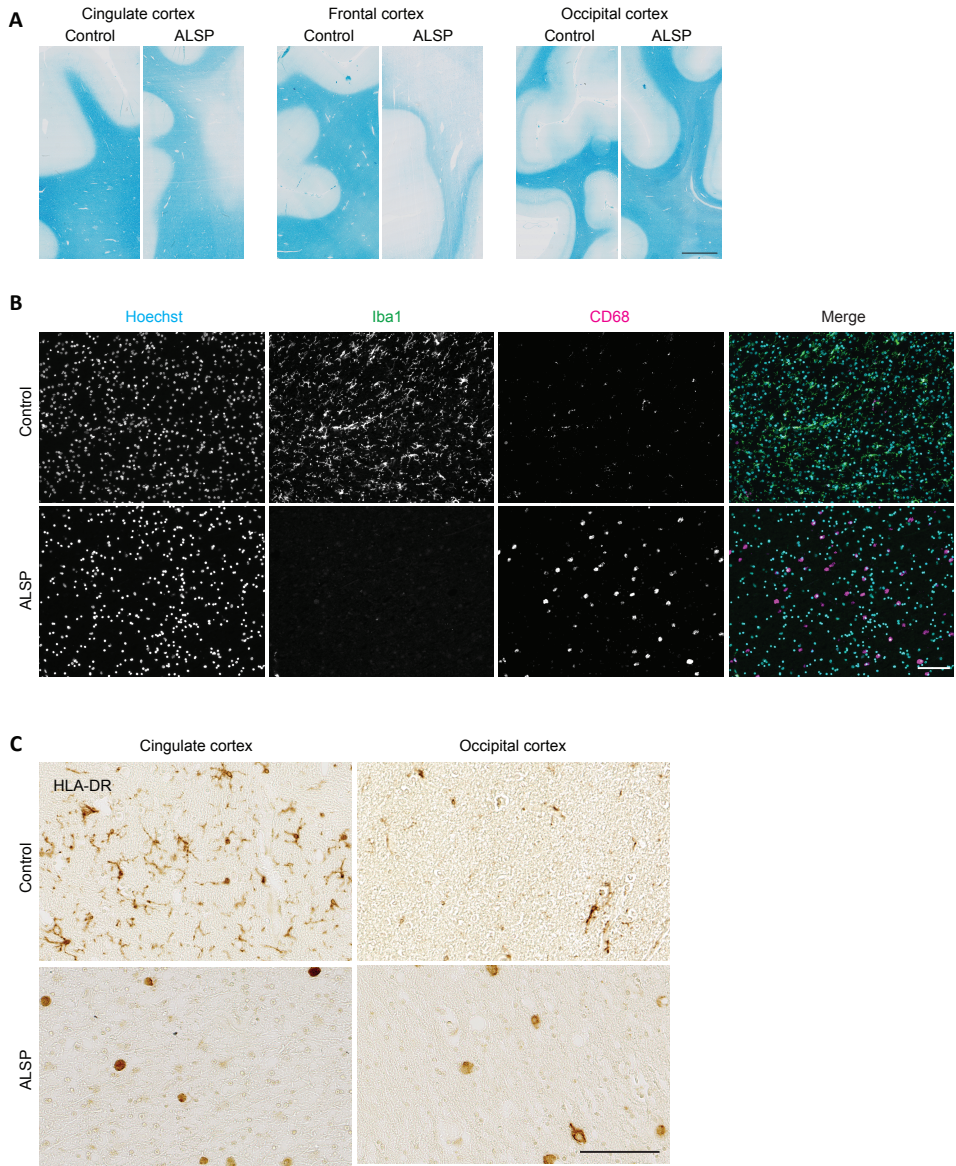 A
Cingulate cortex
Frontal cortex
Occipital cortex
Control ALSP
Control ALSP
Control ALSP
B
Hoechst
Iba1
CD68
Merge
Control
ALSP
C
Cingulate cortex
Occipital cortex
HLA-DR
Control
ALSP